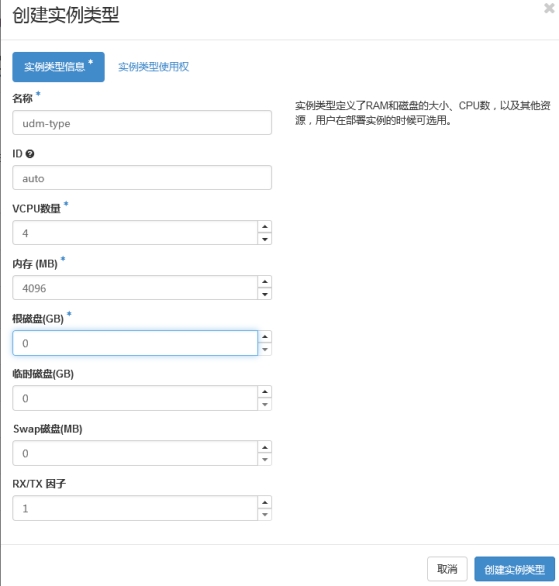 创建实例类型
实例类型信息 *
实例类型使用权
名称 *
udm-type
实例类型定义了RAM和磁盘的大小、CPU数，以及其他资
源，用户在部署实例的时候可选用。
ID
auto
VCPU数量 *
4
内存 (MB) *
4096
根磁盘(GB) *
0
临时磁盘(GB)
0
Swap磁盘(MB)
0
RX/TX 因子
1
取消
创建实例类型